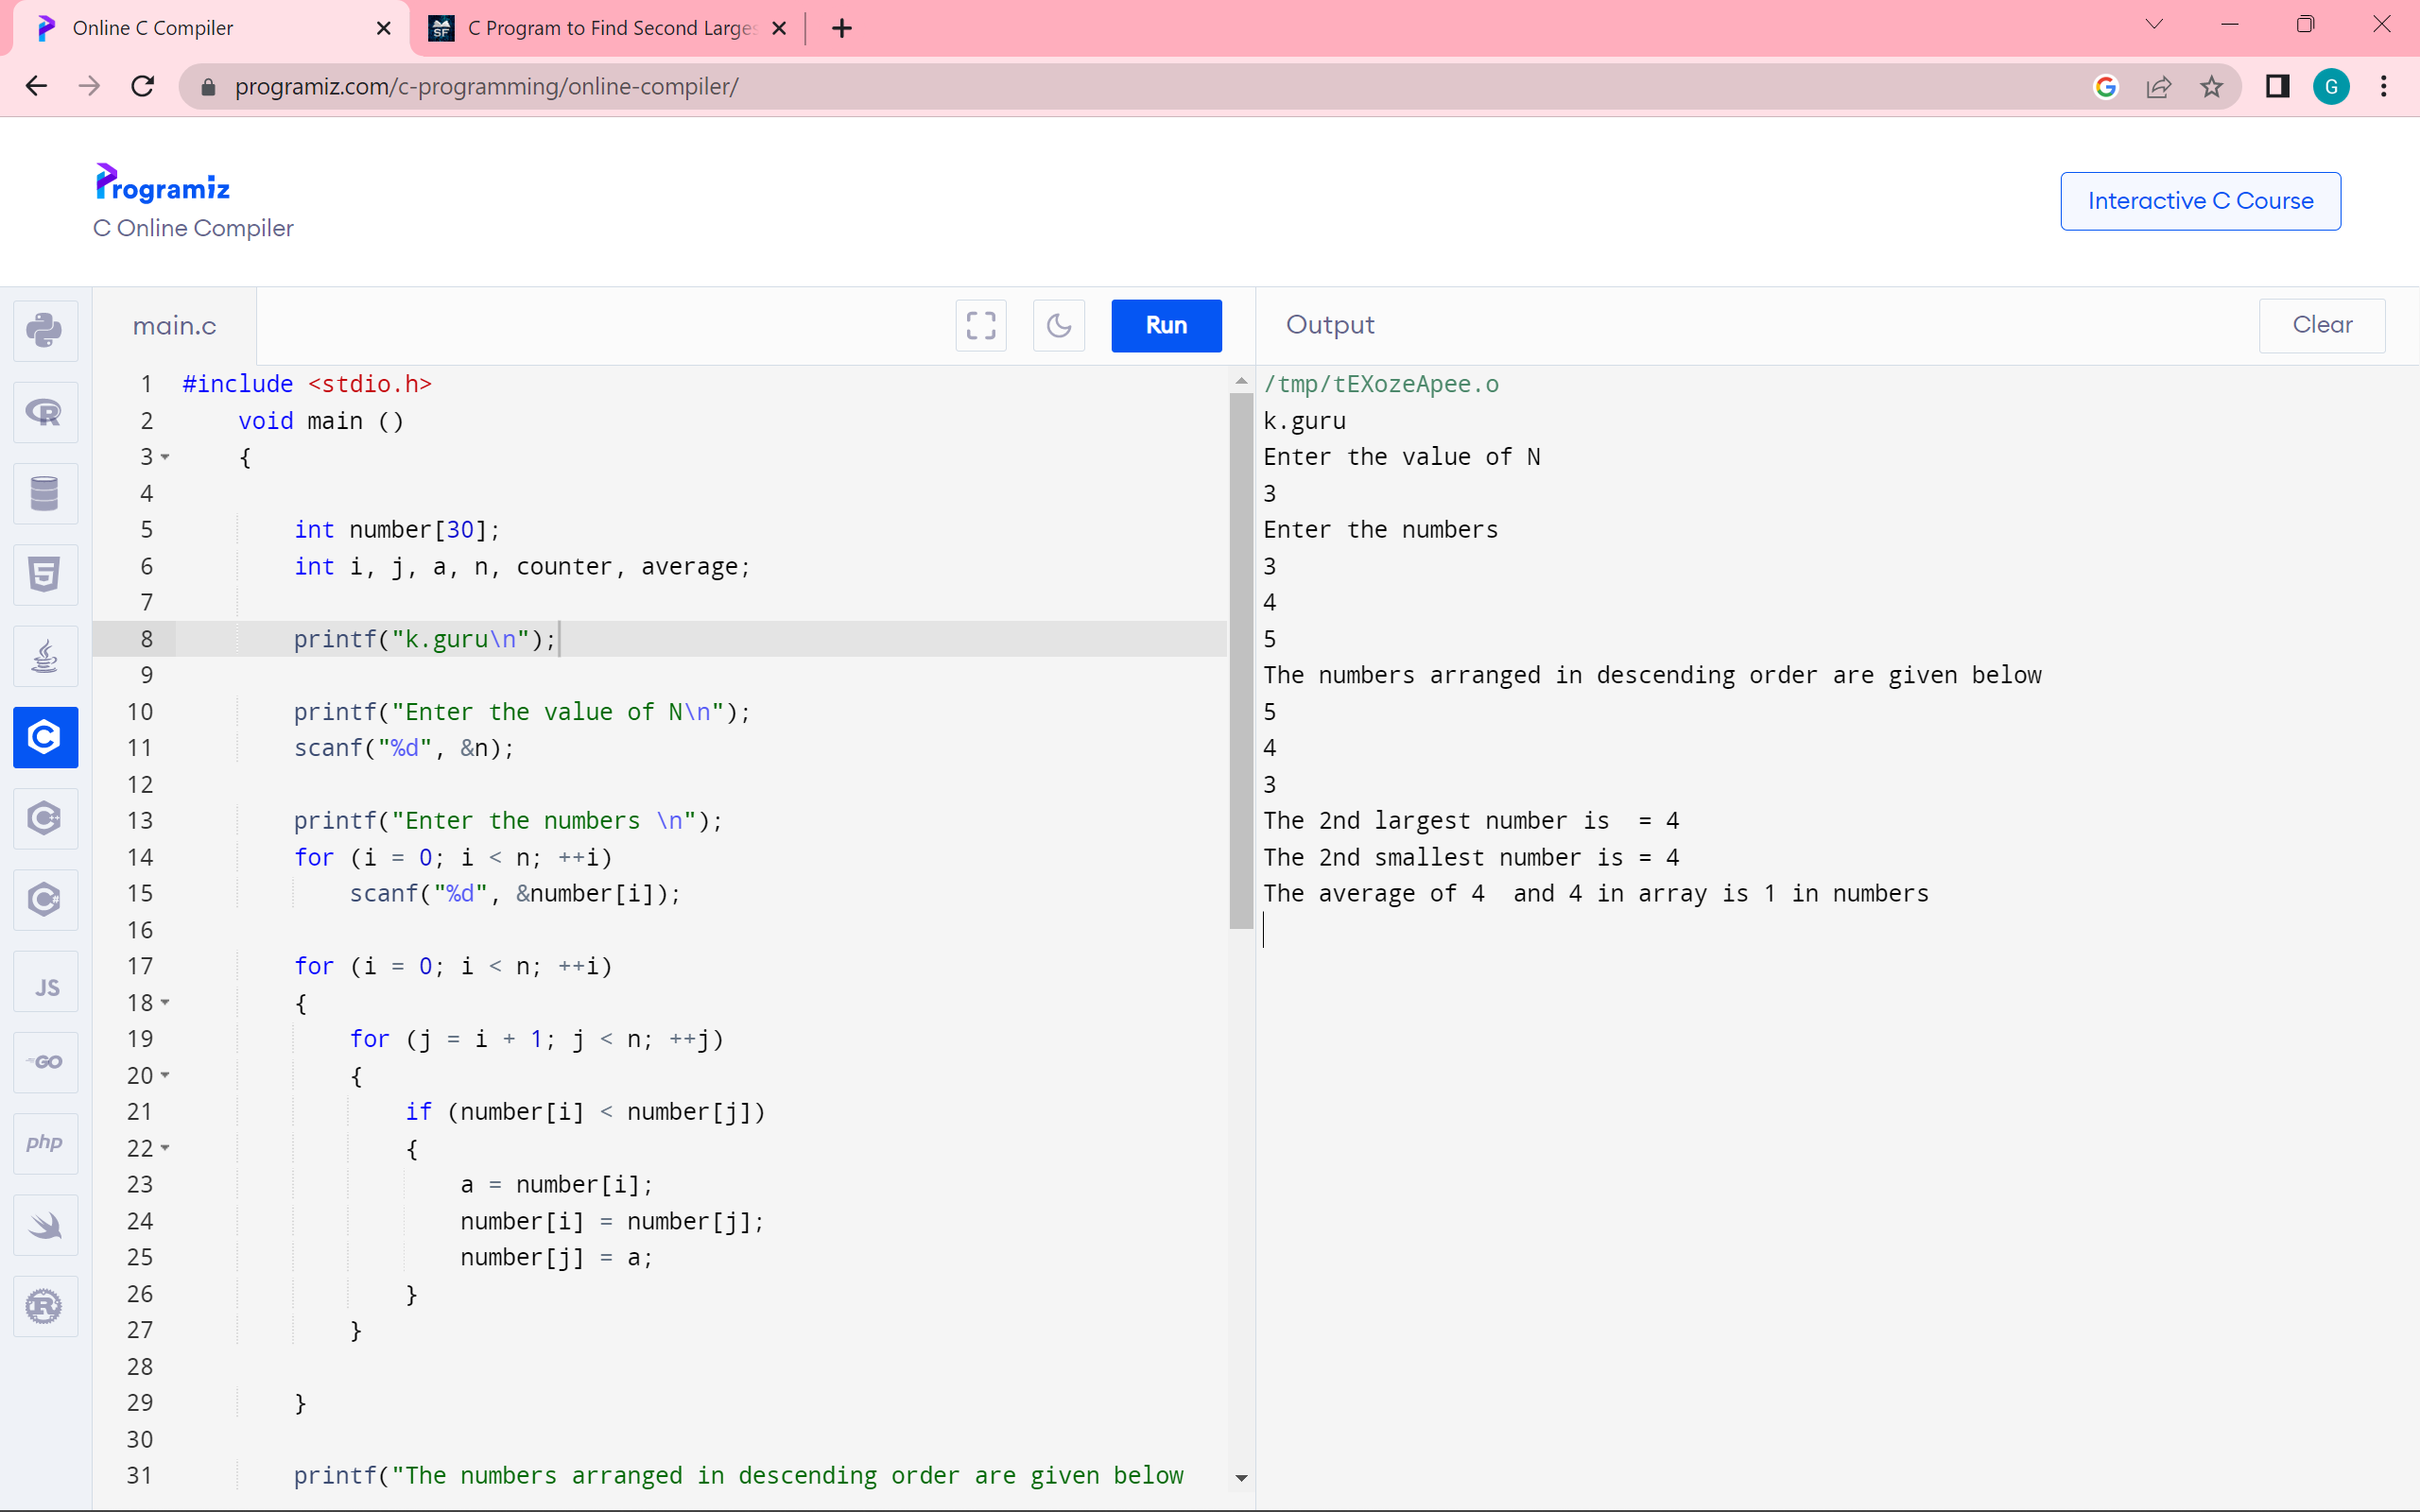 Online C Compiler
C Program to Find Second Larges
programiz.com/c-programming/online-compiler/
G
Programiz
C Online Compiler
Interactive C Course
main.c
Run
Output
Clear
1 #include <stdio.h>
2 void main ()
3 {
4
5 int number[30];
6 int i, j, a, n, counter, average;
7
8 printf("k.guru\n");
9
10 printf("Enter the value of N\n");
11 scanf("%d", &n);
12
13 printf("Enter the numbers \n");
14 for (i = 0; i < n; ++i)
15 scanf("%d", &number[i]);
16
17 for (i = 0; i < n; ++i)
18 {
19 for (j = i + 1; j < n; ++j)
20 {
21 if (number[i] < number[j])
22 {
23 a = number[i];
24 number[i] = number[j];
25 number[j] = a;
26 }
27 }
28
29 }
30
31 printf("The numbers arranged in descending order are given below
/tmp/tEXozeApee.o
k.guru
Enter the value of N
3
Enter the numbers
3
4
5
The numbers arranged in descending order are given below
5
4
3
The 2nd largest number is  = 4
The 2nd smallest number is = 4
The average of 4  and 4 in array is 1 in numbers
R
5
C
C
C
JS
GO
php
R